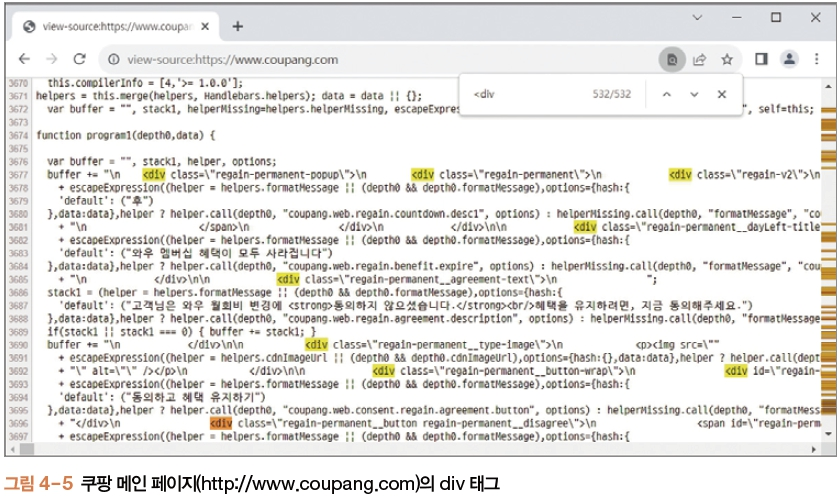 view-source:https://www.coupang
view-source:https://www.coupang.com
<div 532/532
3670 this.compilerInfo = [4,'>= 1.0.0'];
3671 helpers = this.merge(helpers, Handlebars.helpers); data = data || {};
3672 var buffer = "", stack1, helperMissing=helpers.helperMissing, escapeExpres ", self=this;
3673
3674 function program1(depth0,data) {
3675
3676 var buffer = "", stack1, helper, options;
3677 buffer += "\n <div class=\"regain-permanent-popup\">\n <div class=\"regain-permanent\">\n <div class=\"regain-v2\">\n
3678 + escapeExpression((helper = helpers.formatMessage || (depth0 && depth0.formatMessage),options={hash:{
3679 'default': ("후")
3680 },data:data},helper ? helper.call(depth0, "coupang.web.regain.countdown.desc1", options) : helperMissing.call(depth0, "formatMessage", "co
3681 + "\n </span>\n </div>\n </div>\n\n <div class=\"regain-permanent__dayLeft-title
3682 + escapeExpression((helper = helpers.formatMessage || (depth0 && depth0.formatMessage),options={hash:{
3683 'default': ("와우 멤버십 혜택이 모두 사라집니다")
3684 },data:data},helper ? helper.call(depth0, "coupang.web.regain.benefit.expire", options) : helperMissing.call(depth0, "formatMessage", "cou
3685 + "\n </div>\n\n <div class=\"regain-permanent__agreement-text\">\n ";
3686 stack1 = (helper = helpers.formatMessage || (depth0 && depth0.formatMessage),options={hash:{
3687 'default': ("고객님은 와우 월회비 변경에 <strong>동의하지 않으셨습니다.</strong><br/>혜택을 유지하려면, 지금 동의해주세요.")
3688 },data:data},helper ? helper.call(depth0, "coupang.web.regain.agreement.description", options) : helperMissing.call(depth0, "formatMessage
3689 if(stack1 || stack1 === 0) { buffer += stack1; }
3690 buffer += "\n </div>\n\n <div class=\"regain-permanent__type-image\">\n <p><img src=\""
3691 + escapeExpression((helper = helpers.cdnImageUrl || (depth0 && depth0.cdnImageUrl),options={hash:{},data:data},helper ? helper.call(dept
3692 + "\" alt=\"\" /></p>\n </div>\n\n <div class=\"regain-permanent__button-wrap\">\n <div id=\"regain-
3693 + escapeExpression((helper = helpers.formatMessage || (depth0 && depth0.formatMessage),options={hash:{
3694 'default': ("동의하고 혜택 유지하기")
3695 },data:data},helper ? helper.call(depth0, "coupang.web.consent.regain.agreement.button", options) : helperMissing.call(depth0, "formatMess
3696 + "</div>\n <div class=\"regain-permanent__button regain-permanent__disagree\">\n <span id=\"regain-perm
3697 + escapeExpression((helper = helpers.formatMessage || (depth0 && depth0.formatMessage),options={hash:{
그림 4-5 쿠팡 메인 페이지(http://www.coupang.com)의 div 태그